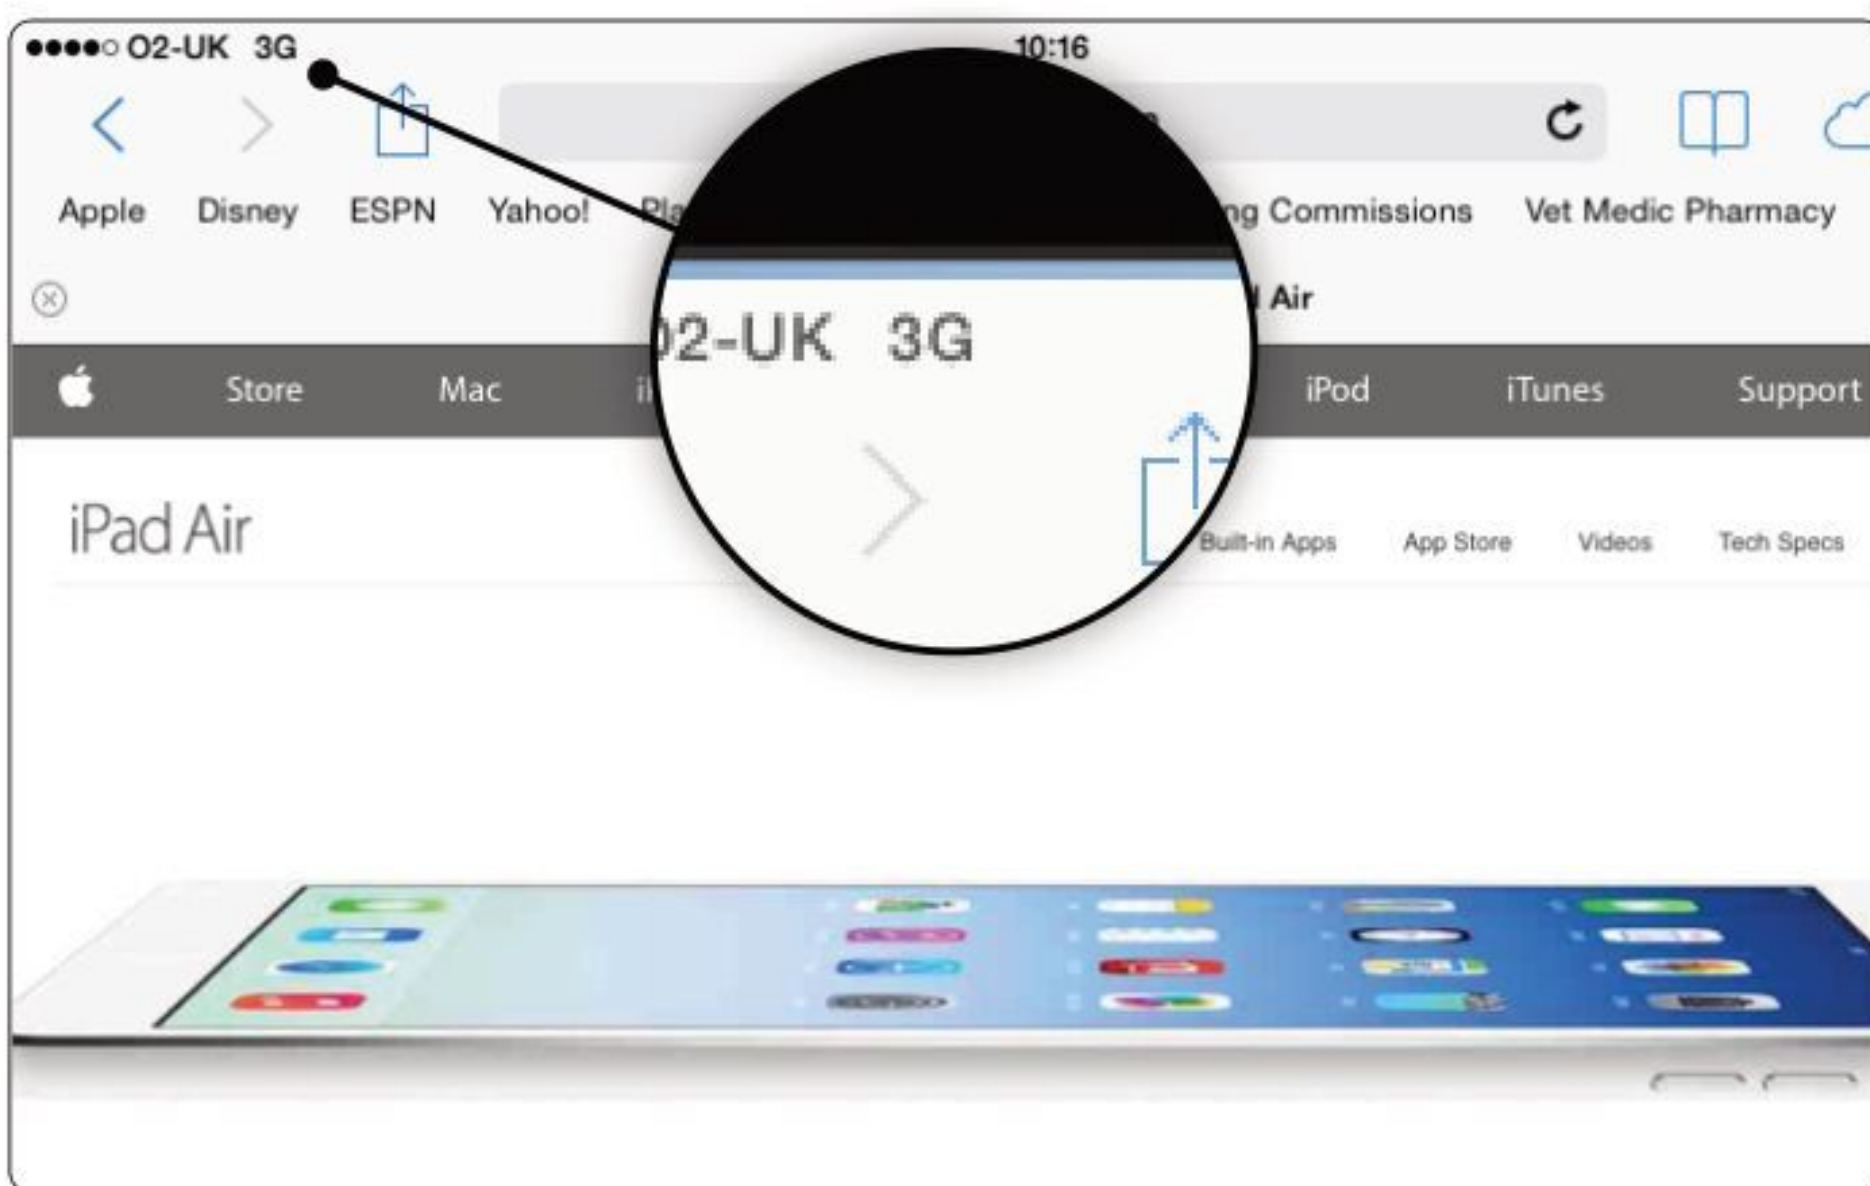 O2-UK 3G 10:16
Apple Disney ESPN Yahoo! Commissions Vet Medic Pharmacy
Air
2-UK 3G
Store Mac iPod iTunes Support
iPad Air
Built-in Apps App Store Videos Tech Specs